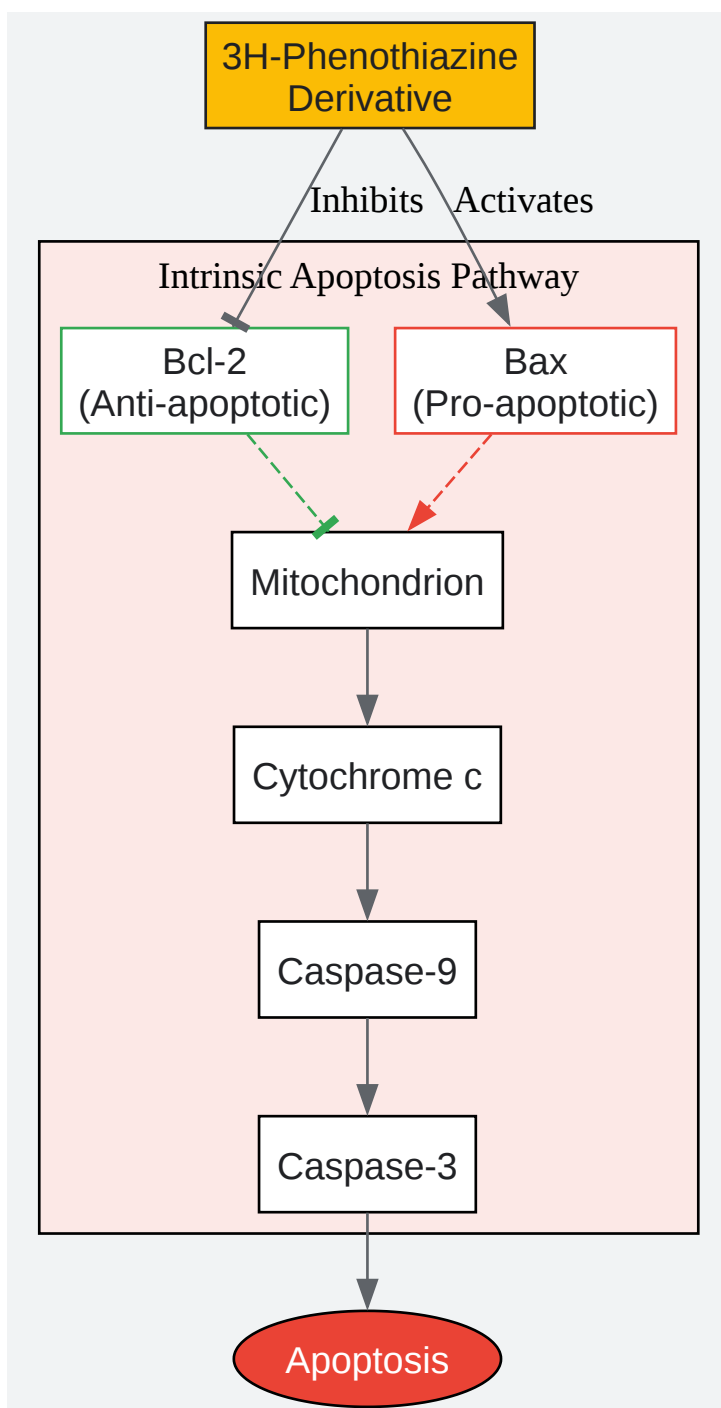 3H-Phenothiazine
Derivative
Inhibits
Activates
Intrinsic Apoptosis Pathway
Bcl-2
(Anti-apoptotic)
Bax
(Pro-apoptotic)
Mitochondrion
Cytochrome c
Caspase-9
Caspase-3
Apoptosis